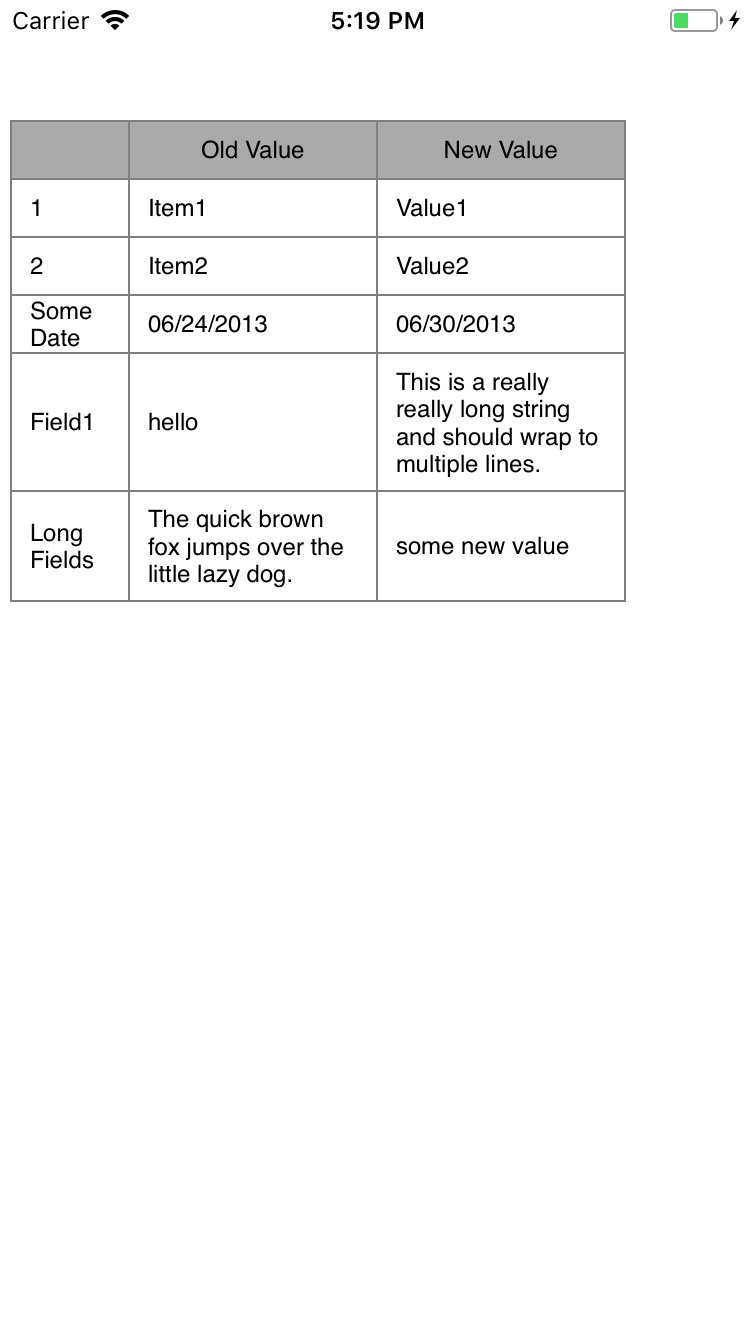 Carrier 5:19 PM
Old Value New Value
1 Item1 Value1
2 Item2 Value2
Some
Date
06/24/2013 06/30/2013
Field1 hello
This is a really
really long string
and should wrap to
multiple lines.
Long
Fields
The quick brown
fox jumps over the
little lazy dog.
some new value